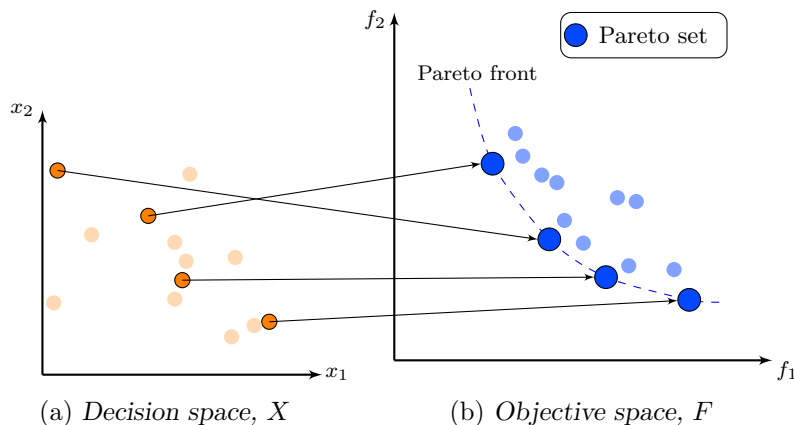 f₂
Pareto set
Pareto front
x₂
x₁
f₁
(a) Decision space, X
(b) Objective space, F